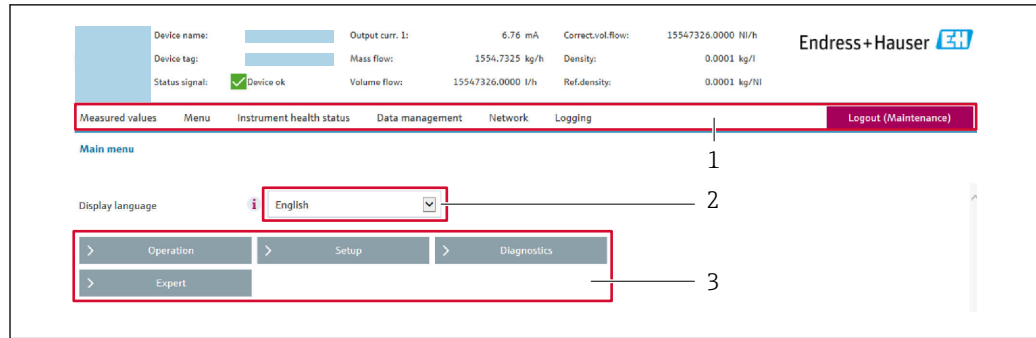 Device name: Output curr. 1: 6.76 mA Correct.vol.flow: 15547326.0000 Nl/h
Endress+Hauser EH
Device tag: Mass flow: 1554.7325 kg/h Density: 0.0001 kg/l
Status signal: Device ok Volume flow: 15547326.0000 l/h Ref.density: 0.0001 kg/Nl
Measured values Menu Instrument health status Data management Network Logging Logout (Maintenance)
1
Main menu
Display language i English 2
> Operation > Setup > Diagnostics
> Expert 3